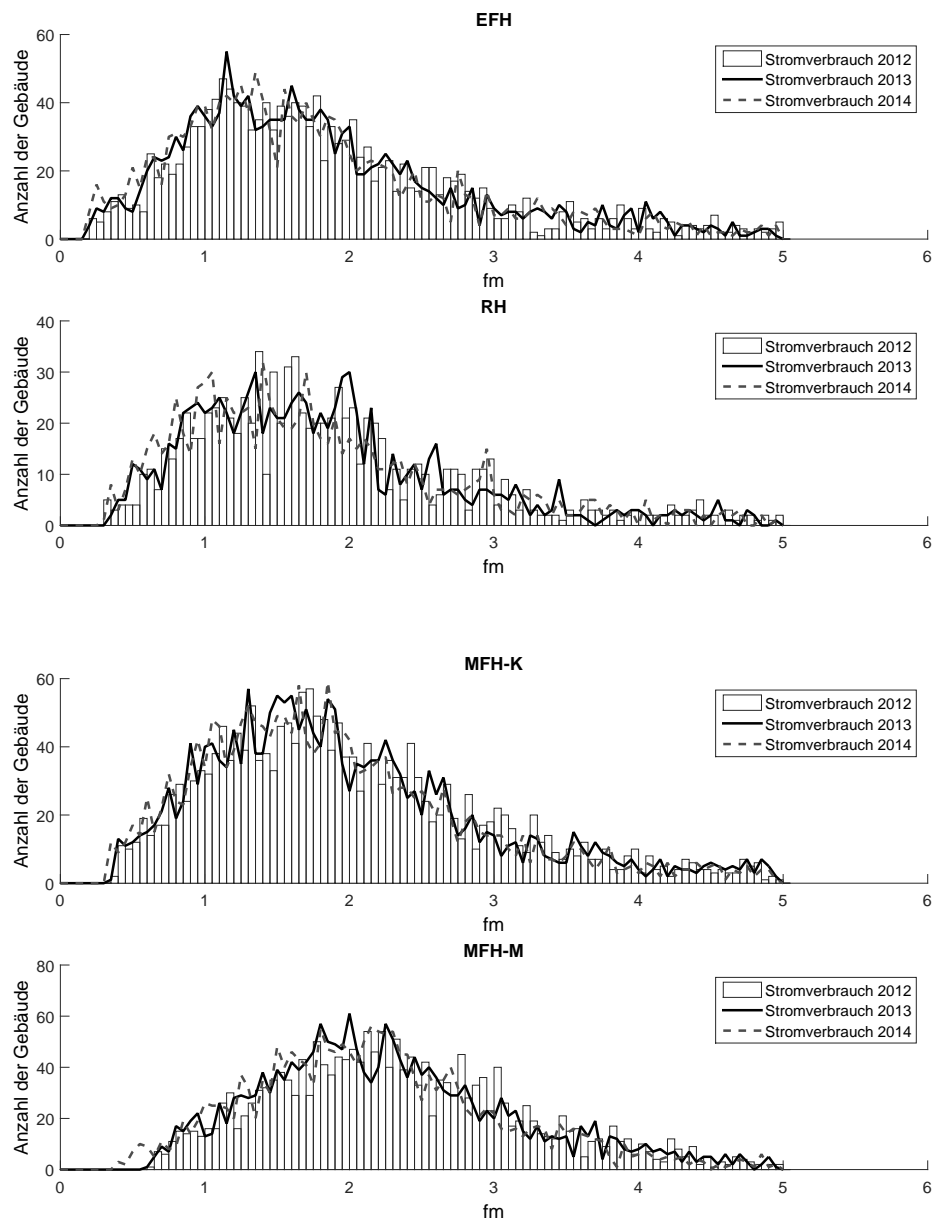 EFH
60
40
20
0
Anzahl der Gebäude
Stromverbrauch 2012
Stromverbrauch 2013
Stromverbrauch 2014
0 1 2 3 4 5 6
fm
RH
40
30
20
10
0
Anzahl der Gebäude
Stromverbrauch 2012
Stromverbrauch 2013
Stromverbrauch 2014
0 1 2 3 4 5 6
fm
MFH-K
60
40
20
0
Anzahl der Gebäude
Stromverbrauch 2012
Stromverbrauch 2013
Stromverbrauch 2014
0 1 2 3 4 5 6
fm
MFH-M
80
60
40
20
0
Anzahl der Gebäude
Stromverbrauch 2012
Stromverbrauch 2013
Stromverbrauch 2014
0 1 2 3 4 5 6
fm